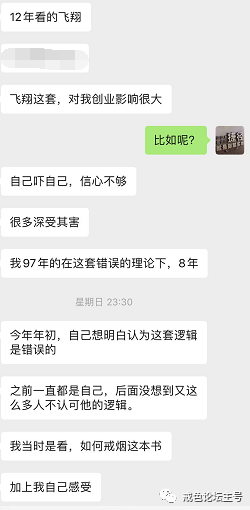 12年看的飞翔
飞翔这套，对我创业影响很大
比如呢？
自己吓自己，信心不够
很多深受其害
我97年的在这套错误的理论下，8年
星期日 23:30
今年年初，自己想明白认为这套逻辑
是错误的
之前一直都是自己，后面没想到又这
么多人不认可他的逻辑。
我当时是看，如何戒烟这本书
加上我自己感受
戒色论坛主号